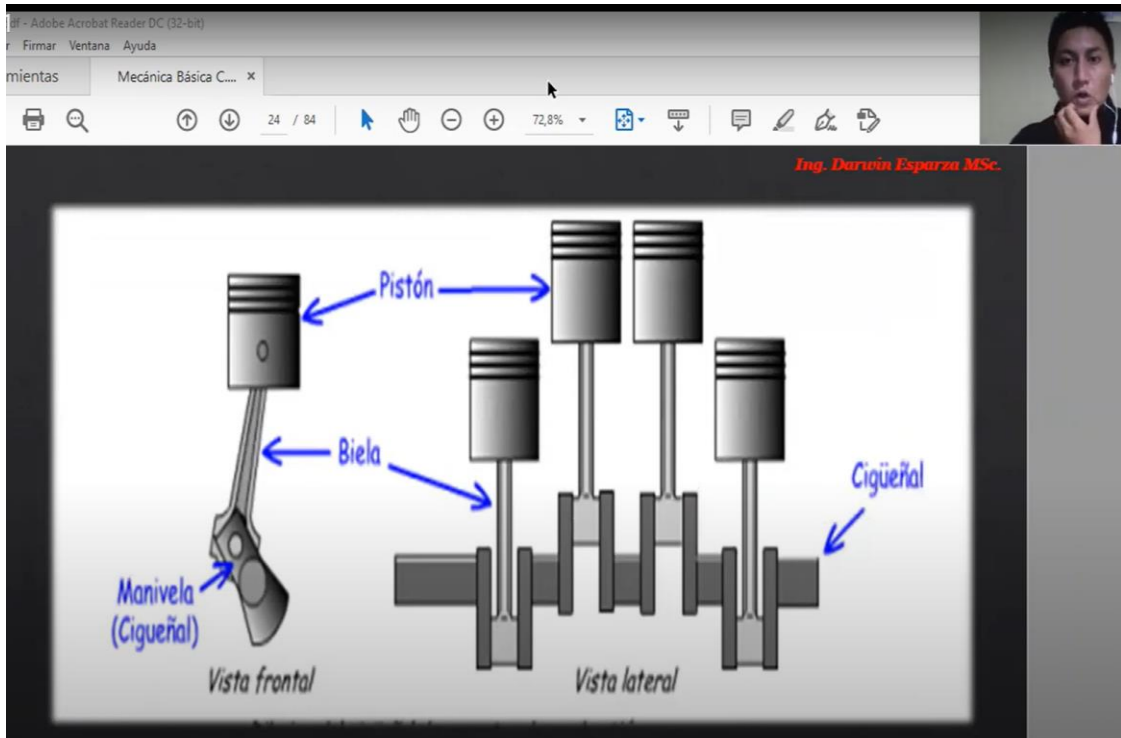 df - Adobe Acrobat Reader DC (32-bit)
r Firmar Ventana Ayuda
mientas Mecánica Básica C.... ×
24 / 84 72,8%
Ing. Darwin Esparza MSc.
Pistón
Biela
Cigüeñal
Manivela
(Cigueñal)
Vista frontal Vista lateral